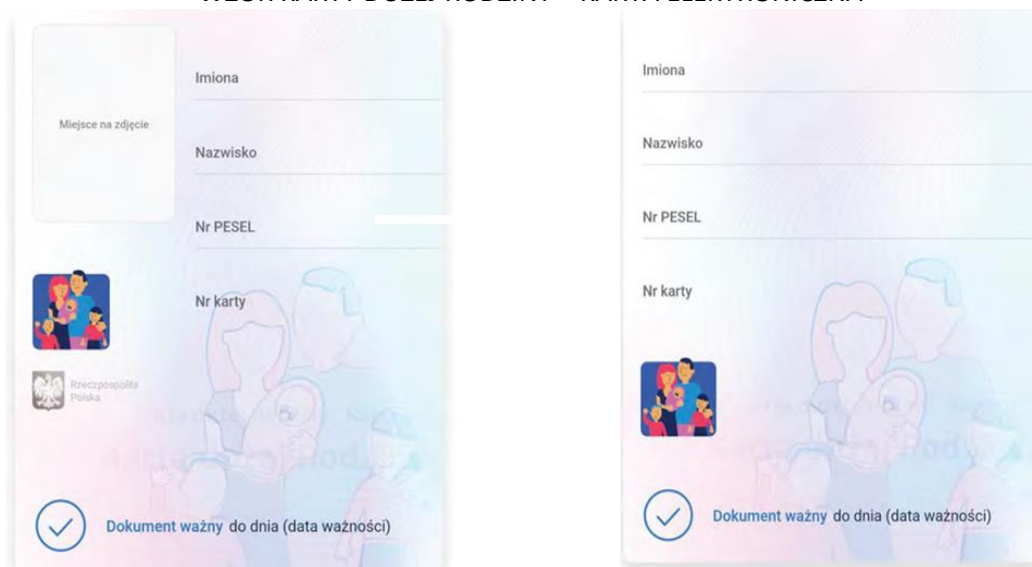 Imiona
Miejsce na zdjęcie
Nazwisko
Nr PESEL
Nr karty
Rzeczpospolita
Polska
Dokument ważny do dnia (data ważności)
Imiona
Nazwisko
Nr PESEL
Nr karty
Dokument ważny do dnia (data ważności)